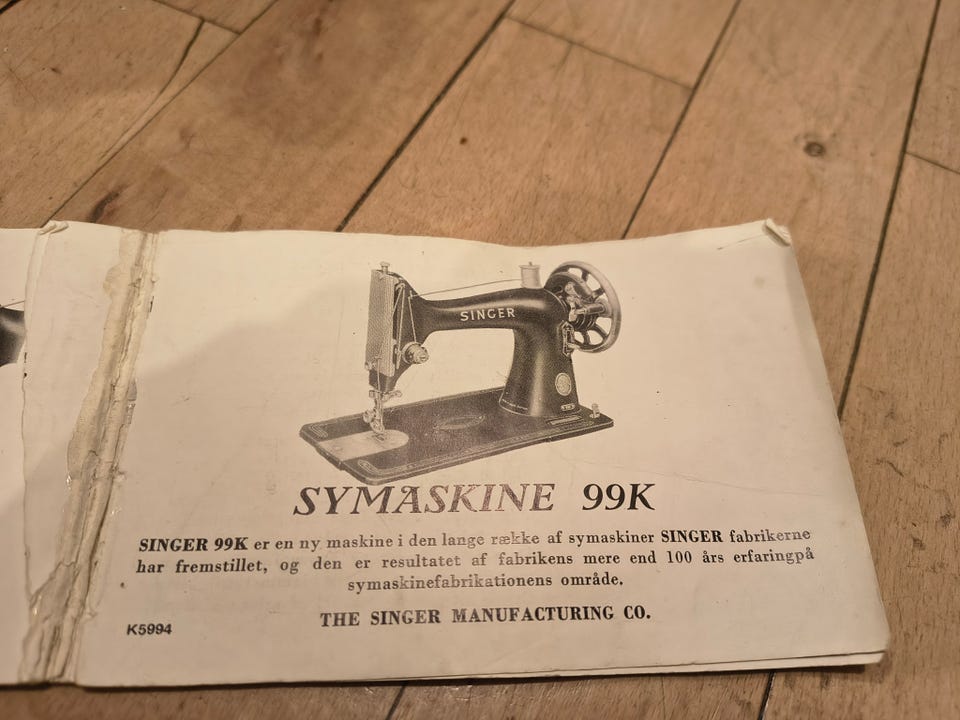 SINGER
SYMASKINE 99K
SINGER 99K er en ny maskine i den lange række af symaskiner SINGER fabrikerne
har fremstillet, og den er resultatet af fabrikens mere end 100 års erfaringpå
symaskinefabrikationens område.
THE SINGER MANUFACTURING CO.
K5994